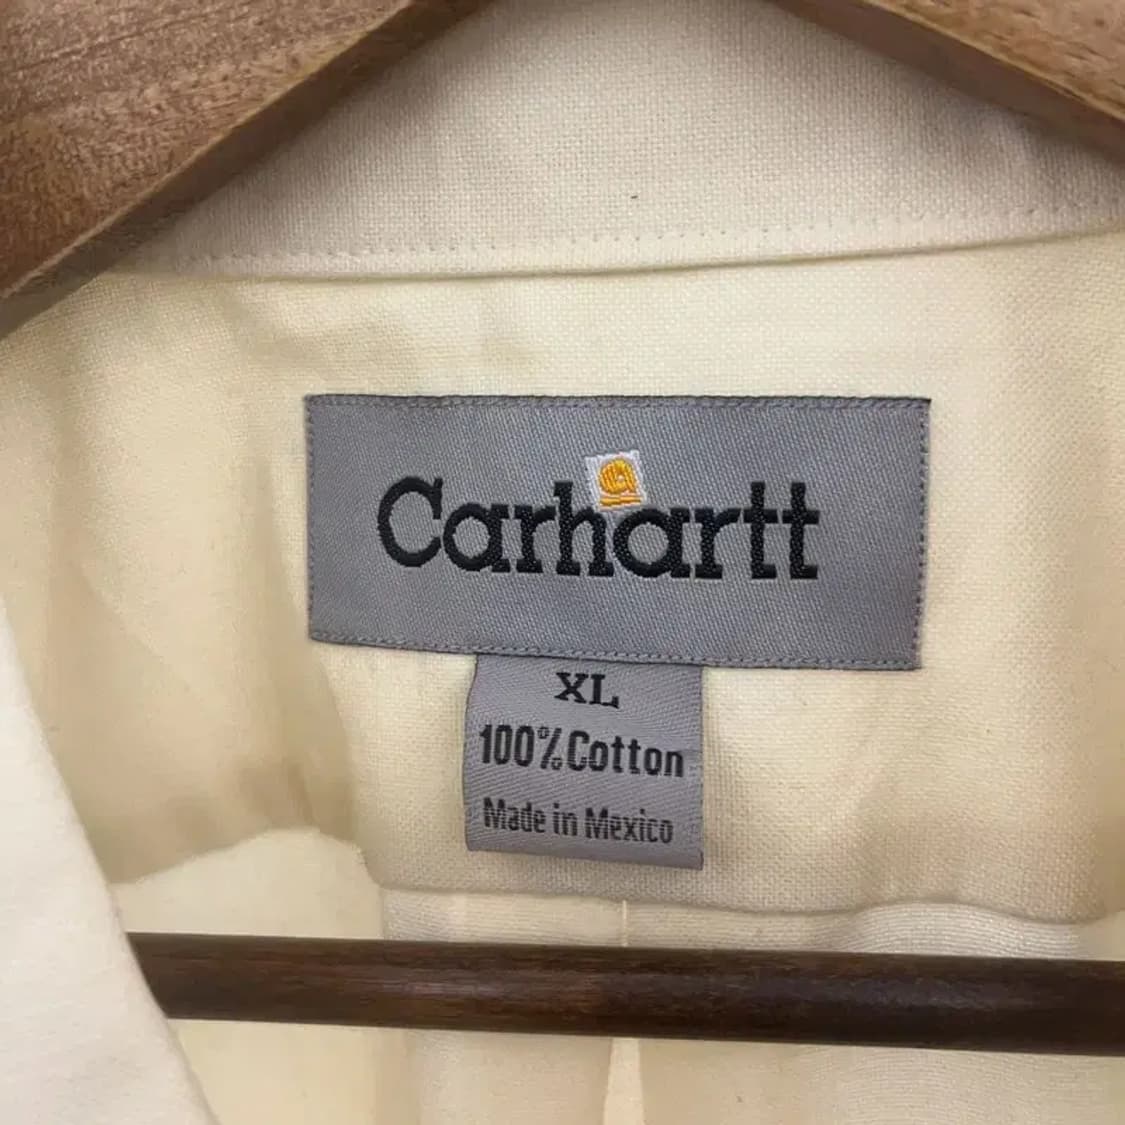 Carhartt
XL
100% Cotton
Made in Mexico